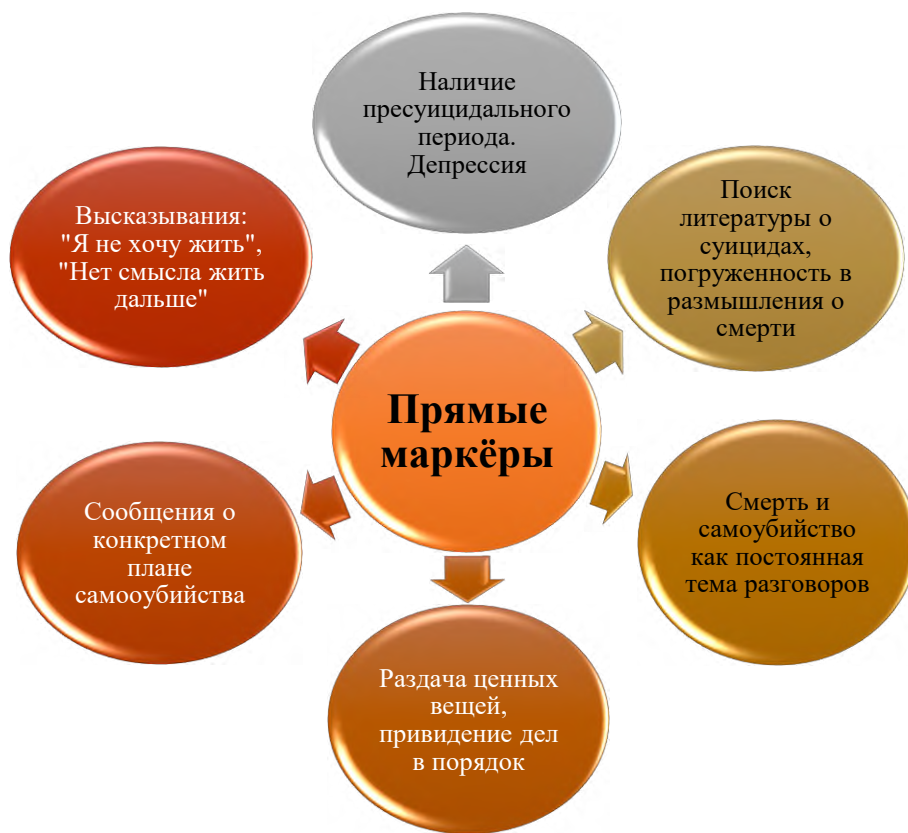 Наличие
пресуицидального
периода.
Депрессия
Высказывания:
"Я не хочу жить",
"Нет смысла жить
дальше"
Поиск
литературы о
суицидах,
погруженность в
размышления о
смерти
Прямые
маркёры
Сообщения о
конкретном
плане
самооубийства
Смерть и
самоубийство
как постоянная
тема разговоров
Раздача ценных
вещей,
привидение дел
в порядок